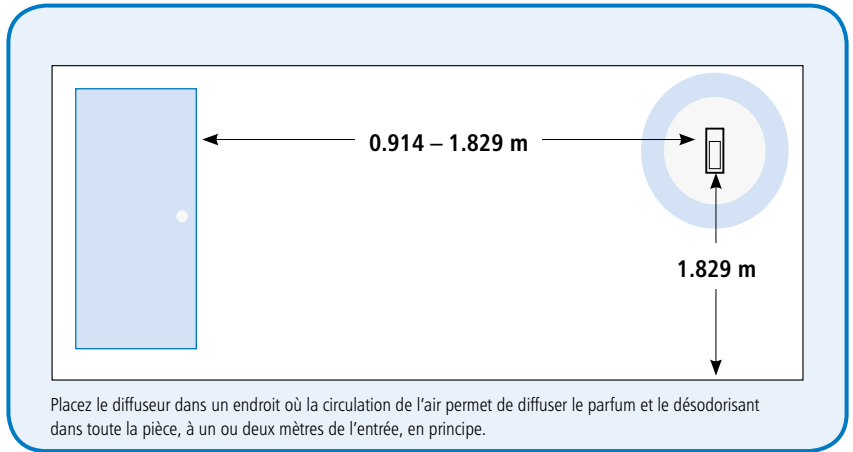 0.914 – 1.829 m
1.829 m
Placez le diffuseur dans un endroit où la circulation de l’air permet de diffuser le parfum et le désodorisant
dans toute la pièce, à un ou deux mètres de l’entrée, en principe.